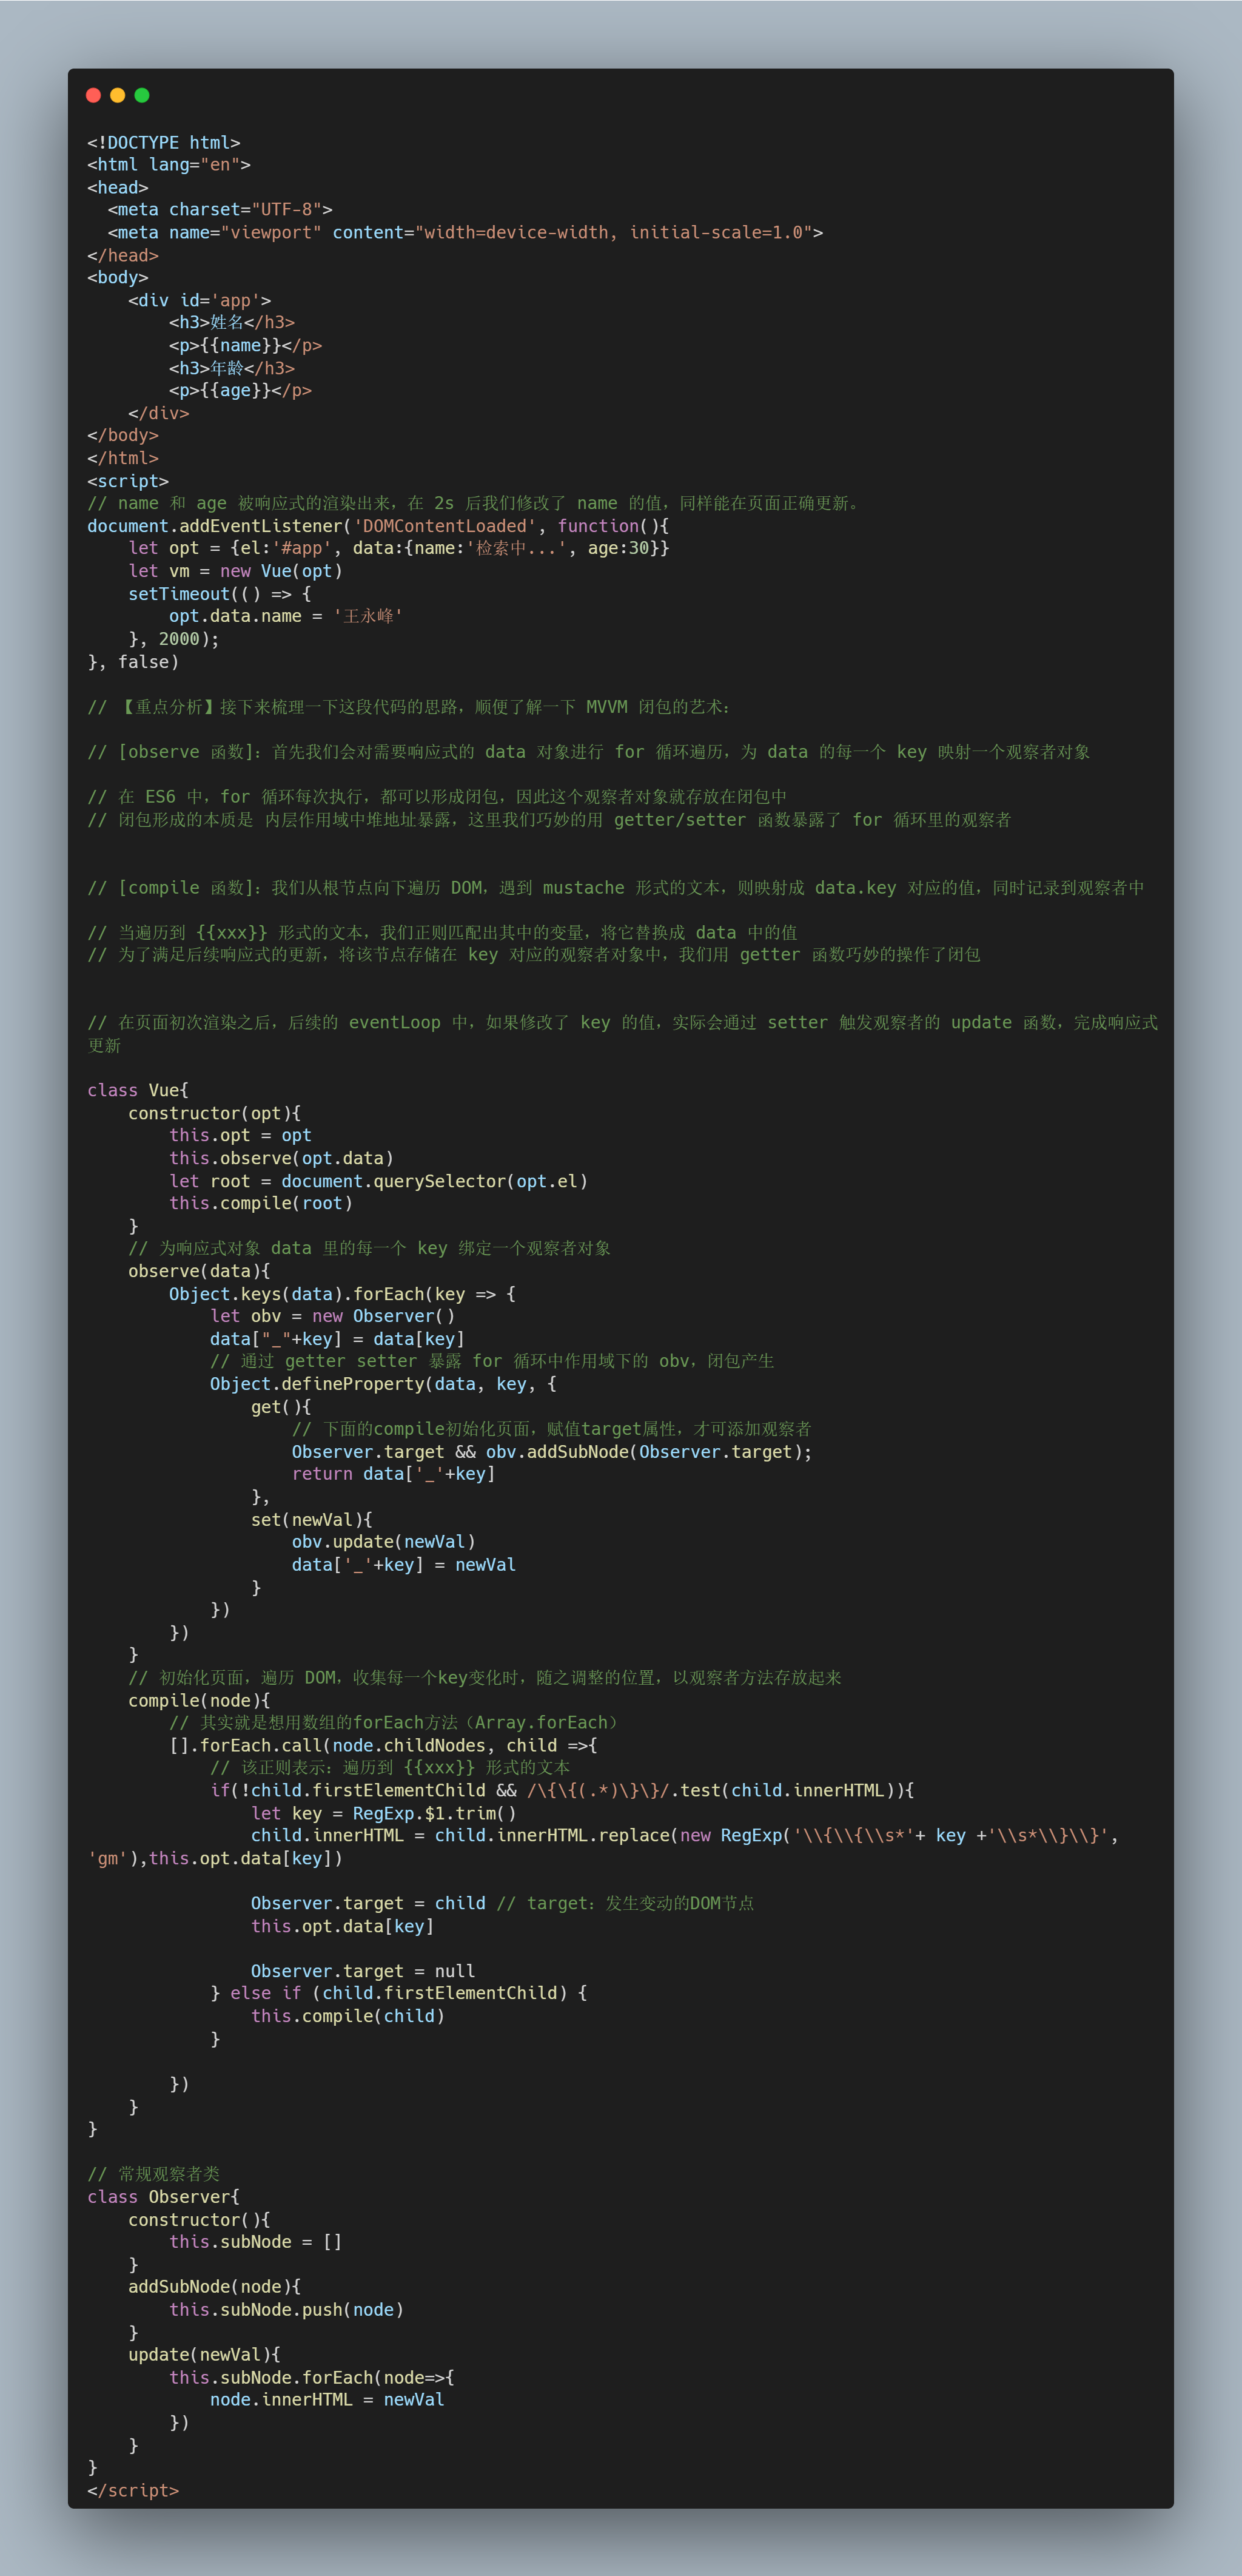 <!DOCTYPE html>
<html lang="en">
<head>
  <meta charset="UTF-8">
  <meta name="viewport" content="width=device-width, initial-scale=1.0">
</head>
<body>
    <div id='app'>
        <h3>姓名</h3>
        <p>{{name}}</p>
        <h3>年龄</h3>
        <p>{{age}}</p>
    </div>
</body>
</html>
<script>
// name 和 age 被响应式的渲染出来，在 2s 后我们修改了 name 的值，同样能在页面正确更新。
document.addEventListener('DOMContentLoaded', function(){
    let opt = {el:'#app', data:{name:'检索中...', age:30}}
    let vm = new Vue(opt)
    setTimeout(() => {
        opt.data.name = '王永峰'
    }, 2000);
}, false)

// 【重点分析】接下来梳理一下这段代码的思路，顺便了解一下 MVVM 闭包的艺术：

// [observe 函数]：首先我们会对需要响应式的 data 对象进行 for 循环遍历，为 data 的每一个 key 映射一个观察者对象

// 在 ES6 中，for 循环每次执行，都可以形成闭包，因此这个观察者对象就存放在闭包中
// 闭包形成的本质是 内层作用域中堆地址暴露，这里我们巧妙的用 getter/setter 函数暴露了 for 循环里的观察者


// [compile 函数]：我们从根节点向下遍历 DOM，遇到 mustache 形式的文本，则映射成 data.key 对应的值，同时记录到观察者中

// 当遍历到 {{xxx}} 形式的文本，我们正则匹配出其中的变量，将它替换成 data 中的值
// 为了满足后续响应式的更新，将该节点存储在 key 对应的观察者对象中，我们用 getter 函数巧妙的操作了闭包


// 在页面初次渲染之后，后续的 eventLoop 中，如果修改了 key 的值，实际会通过 setter 触发观察者的 update 函数，完成响应式
更新

class Vue{
    constructor(opt){
        this.opt = opt
        this.observe(opt.data)
        let root = document.querySelector(opt.el)
        this.compile(root)
    }
    // 为响应式对象 data 里的每一个 key 绑定一个观察者对象
    observe(data){
        Object.keys(data).forEach(key => {
            let obv = new Observer()
            data["_"+key] = data[key]
            // 通过 getter setter 暴露 for 循环中作用域下的 obv，闭包产生
            Object.defineProperty(data, key, {
                get(){
                    // 下面的compile初始化页面，赋值target属性，才可添加观察者
                    Observer.target && obv.addSubNode(Observer.target);
                    return data['_'+key]
                },
                set(newVal){
                    obv.update(newVal)
                    data['_'+key] = newVal
                }
            })
        })
    }
    // 初始化页面，遍历 DOM，收集每一个key变化时，随之调整的位置，以观察者方法存放起来
    compile(node){
        // 其实就是想用数组的forEach方法（Array.forEach）
        [].forEach.call(node.childNodes, child =>{
            // 该正则表示：遍历到 {{xxx}} 形式的文本
            if(!child.firstElementChild && /\{\{(.*)\}\}/.test(child.innerHTML)){
                let key = RegExp.$1.trim()
                child.innerHTML = child.innerHTML.replace(new RegExp('\\{\\{\\s*'+ key +'\\s*\\}\\}',
'gm'),this.opt.data[key])

                Observer.target = child // target：发生变动的DOM节点
                this.opt.data[key]

                Observer.target = null
            } else if (child.firstElementChild) {
                this.compile(child)
            }

        })
    }
}

// 常规观察者类
class Observer{
    constructor(){
        this.subNode = []
    }
    addSubNode(node){
        this.subNode.push(node)
    }
    update(newVal){
        this.subNode.forEach(node=>{
            node.innerHTML = newVal
        })
    }
}
</script>